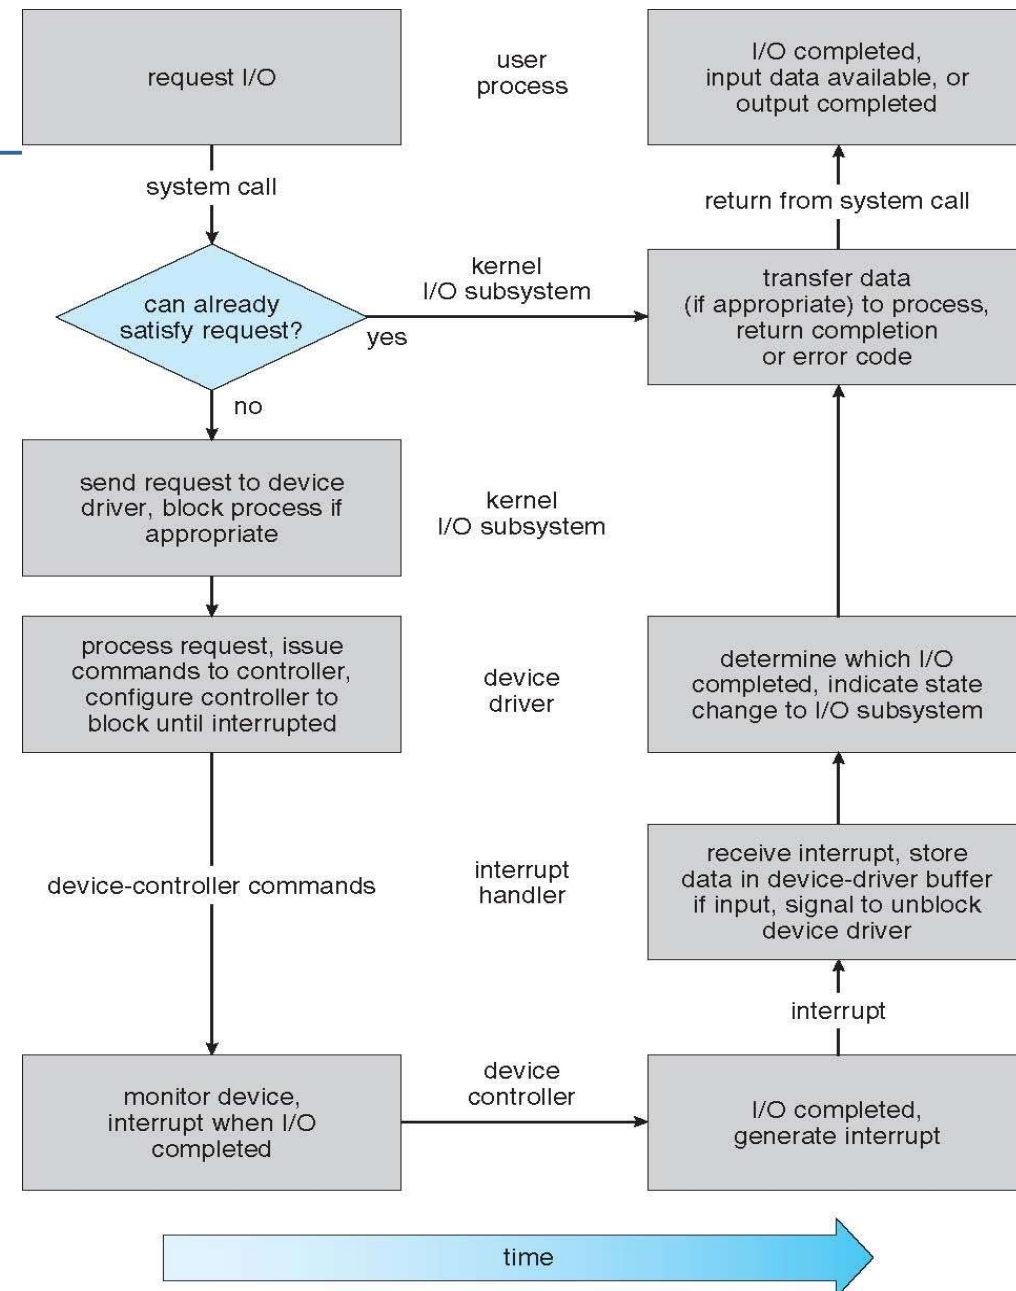 request I/O
user
process
I/O completed,
input data available, or
output completed
system call
return from system call
can already
satisfy request?
yes
kernel
I/O subsystem
transfer data
(if appropriate) to process,
return completion
or error code
no
send request to device
driver, block process if
appropriate
kernel
I/O subsystem
process request, issue
commands to controller,
configure controller to
block until interrupted
device
driver
determine which I/O
completed, indicate state
change to I/O subsystem
device-controller commands
interrupt
handler
receive interrupt, store
data in device-driver buffer
if input, signal to unblock
device driver
interrupt
monitor device,
interrupt when I/O
completed
device
controller
I/O completed,
generate interrupt
time